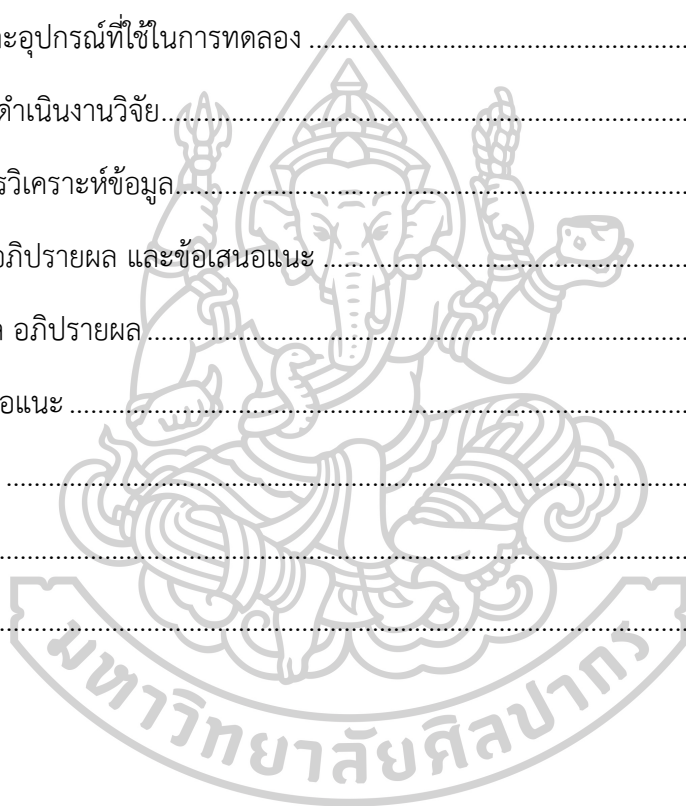 ะอุปกรณ์ที่ใช้ในการทดลอง ................................................
ดำเนินงานวิจัย................................................
รวิเคราะห์ข้อมูล................................................
อภิปรายผล และข้อเสนอแนะ ................................................
ล อภิปรายผล ................................................
อแนะ ................................................
................................................
................................................
................................................
มหาวิทยาลัยศิลปากร